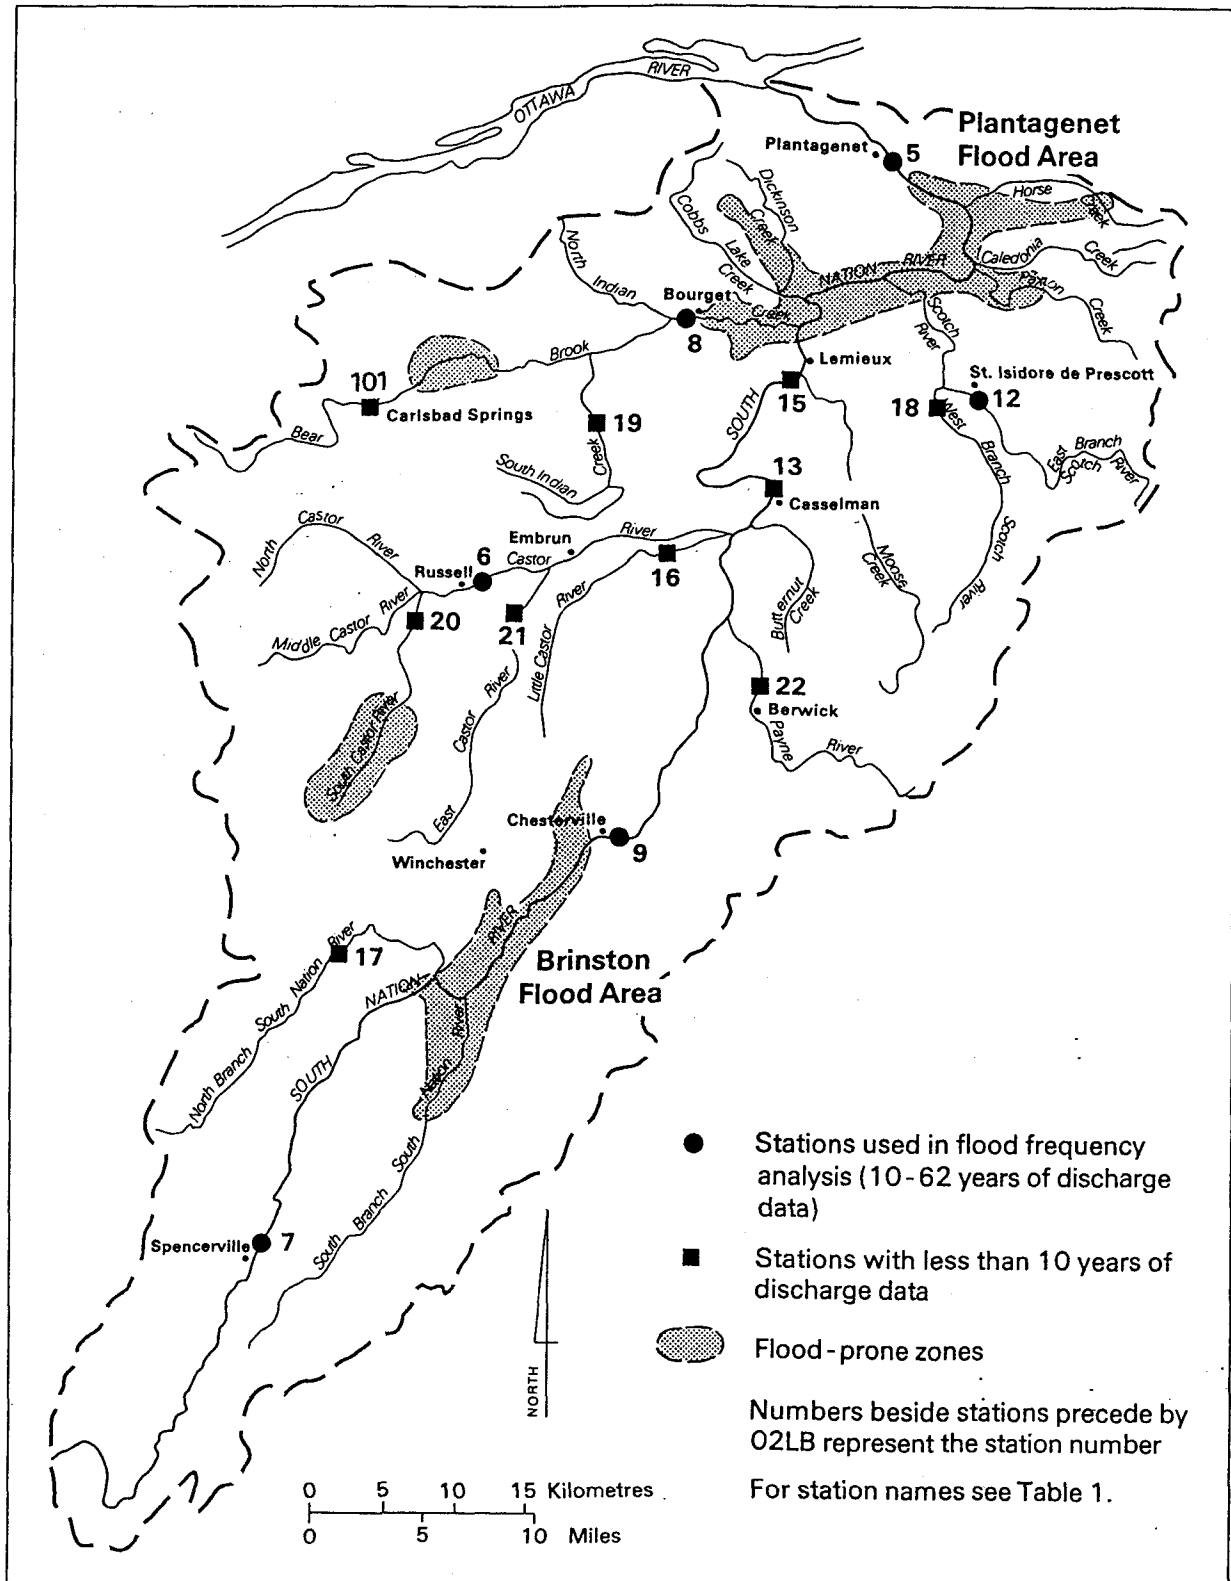 OTTAWA RIVER
Plantagenet
Flood Area
Plantagenet
5
Horse
Creek
Dickinson
Creek
Cobbs
Lake
Creek
Caledonia
Creek
NATION RIVER
Creek
North
Indian
Creek
Bourget
8
Scotch
River
Brook
Lemieux
St. Isidore de Prescott
101
Carlsbad Springs
15
18
12
Bear
19
Creek
South Indian
SOUTH
West
Branch
Scotch
River
East Branch
Scotch River
13
Casselman
North
Castor
River
Embrun
River
6
Castor
Russell
16
Moose
Creek
Butternut
Creek
Middle Castor River
20
21
Little Castor
River
22
Berwick
Payne
River
South Castor River
East
Castor
River
Chesterville
9
Winchester
RIVER
Brinston
Flood Area
17
North Branch South Nation River
SOUTH
NATION
South Branch South Nation River
Spencerville
7
Stations used in flood frequency
analysis (10-62 years of discharge
data)
Stations with less than 10 years of
discharge data
Flood-prone zones
NORTH
Numbers beside stations precede by
02LB represent the station number
For station names see Table 1.
0 5 10 15 Kilometres
0 5 10 Miles